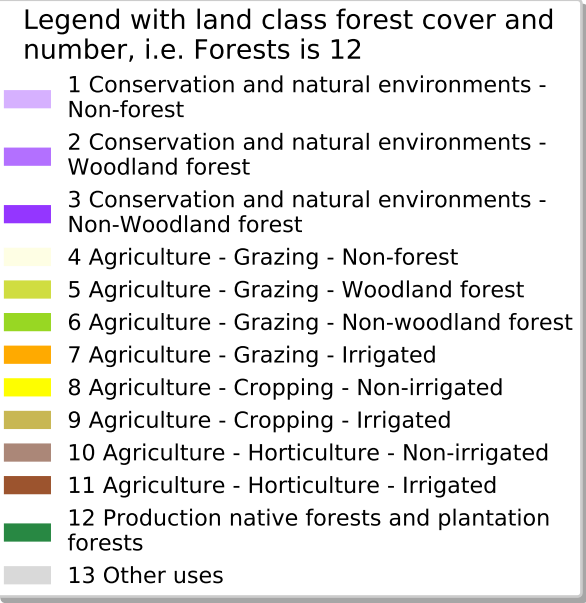 Legend with land class forest cover and
number, i.e. Forests is 12
1 Conservation and natural environments -
Non-forest
2 Conservation and natural environments -
Woodland forest
3 Conservation and natural environments -
Non-Woodland forest
4 Agriculture - Grazing - Non-forest
5 Agriculture - Grazing - Woodland forest
6 Agriculture - Grazing - Non-woodland forest
7 Agriculture - Grazing - Irrigated
8 Agriculture - Cropping - Non-irrigated
9 Agriculture - Cropping - Irrigated
10 Agriculture - Horticulture - Non-irrigated
11 Agriculture - Horticulture - Irrigated
12 Production native forests and plantation
forests
13 Other uses